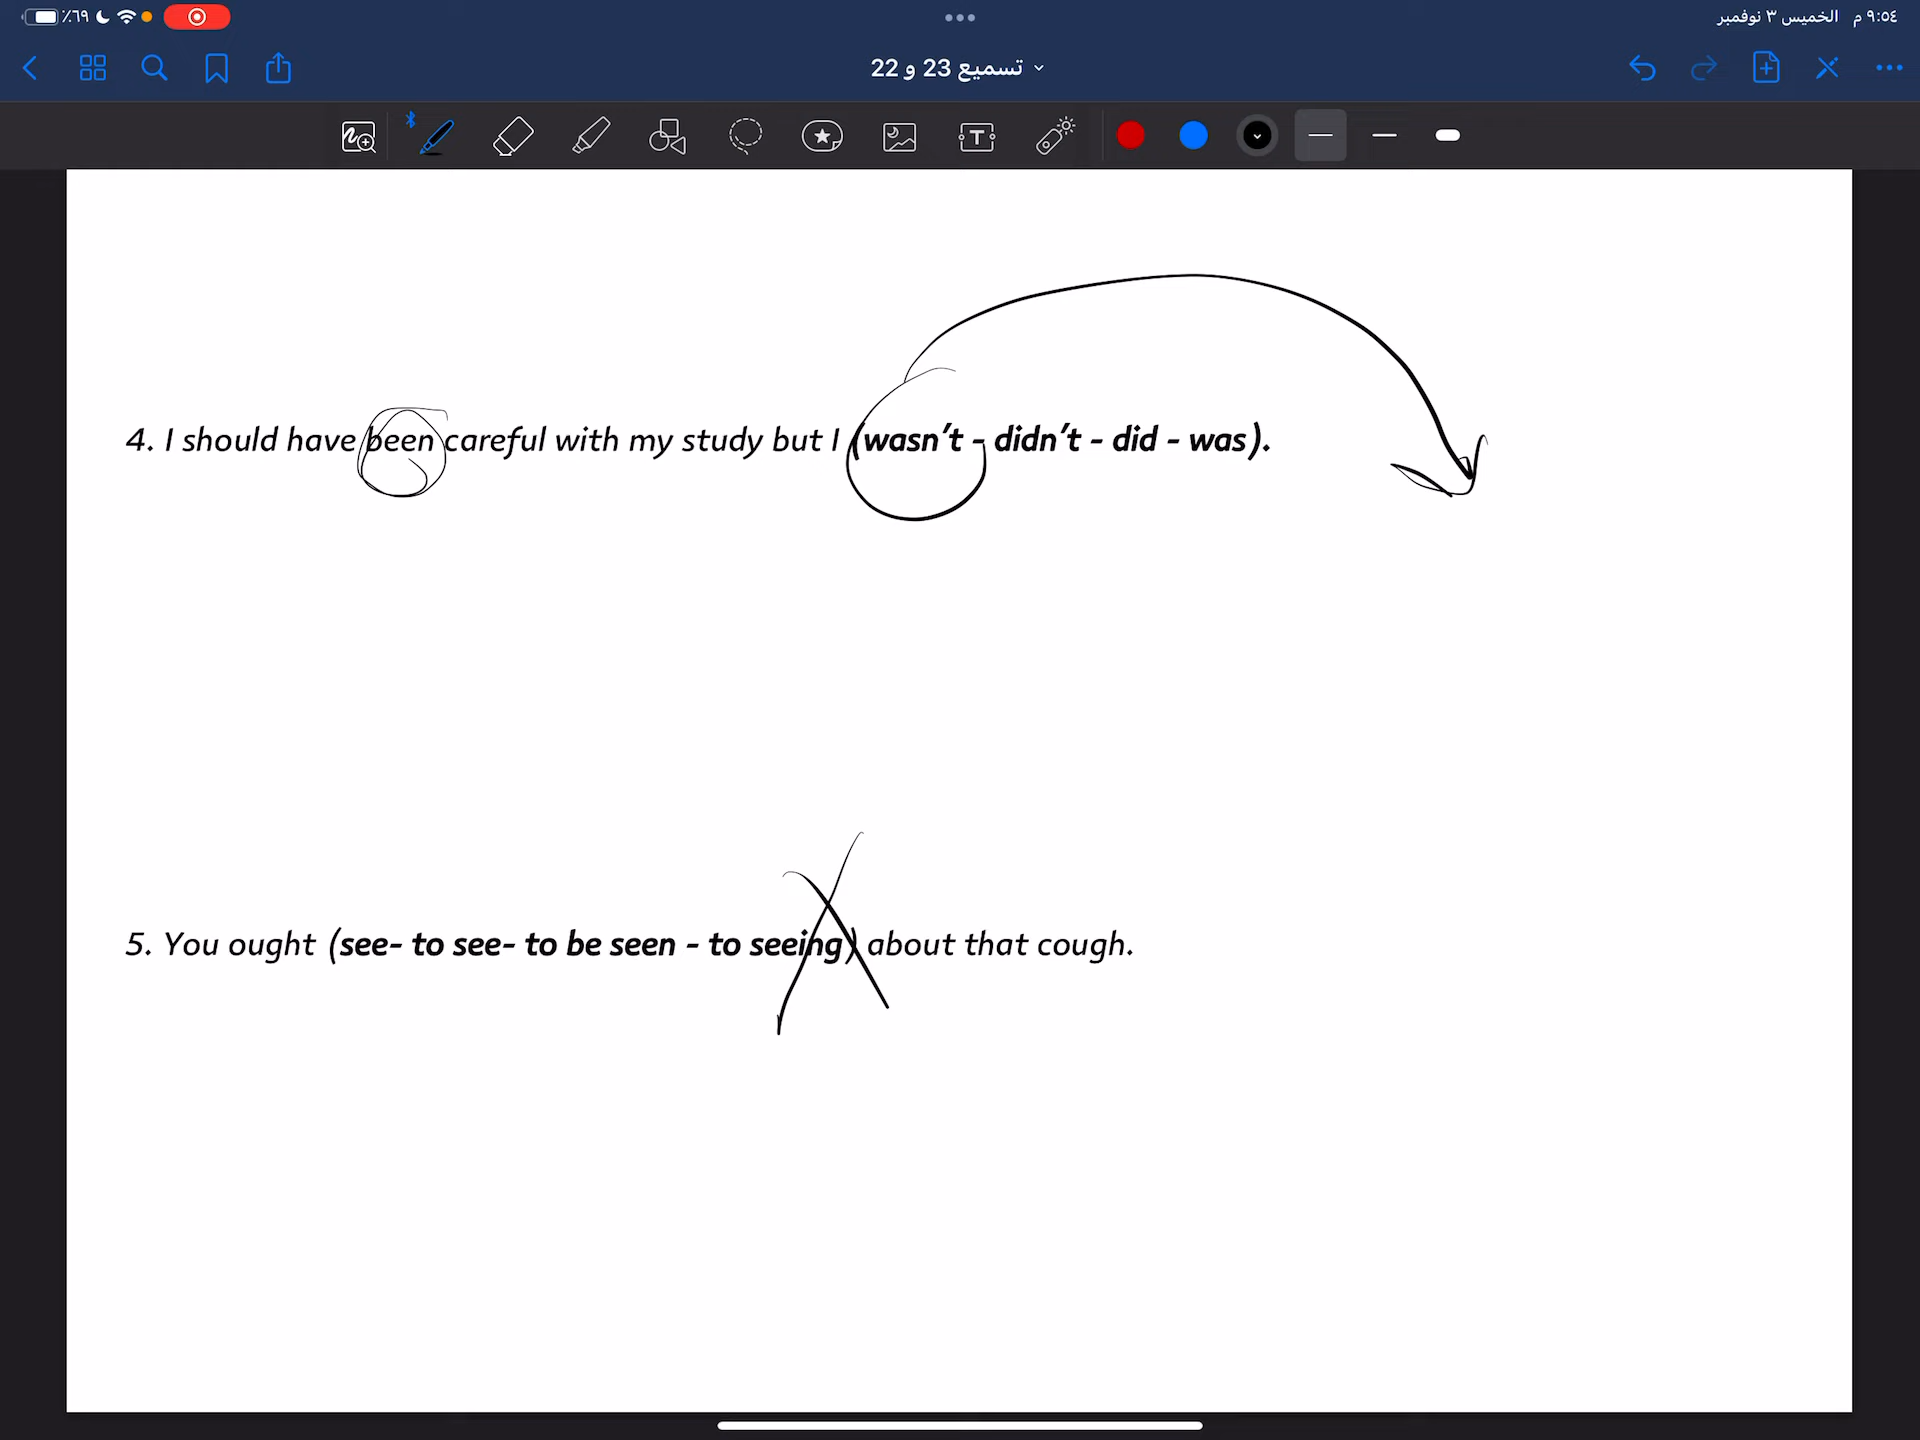 ٪٦٩
٩:٥٤ م الخميس ٣ نوفمبر
تسميع 23 و 22
4. I should have been careful with my study but I (wasn't - didn't - did - was).
5. You ought (see- to see- to be seen - to seeing) about that cough.